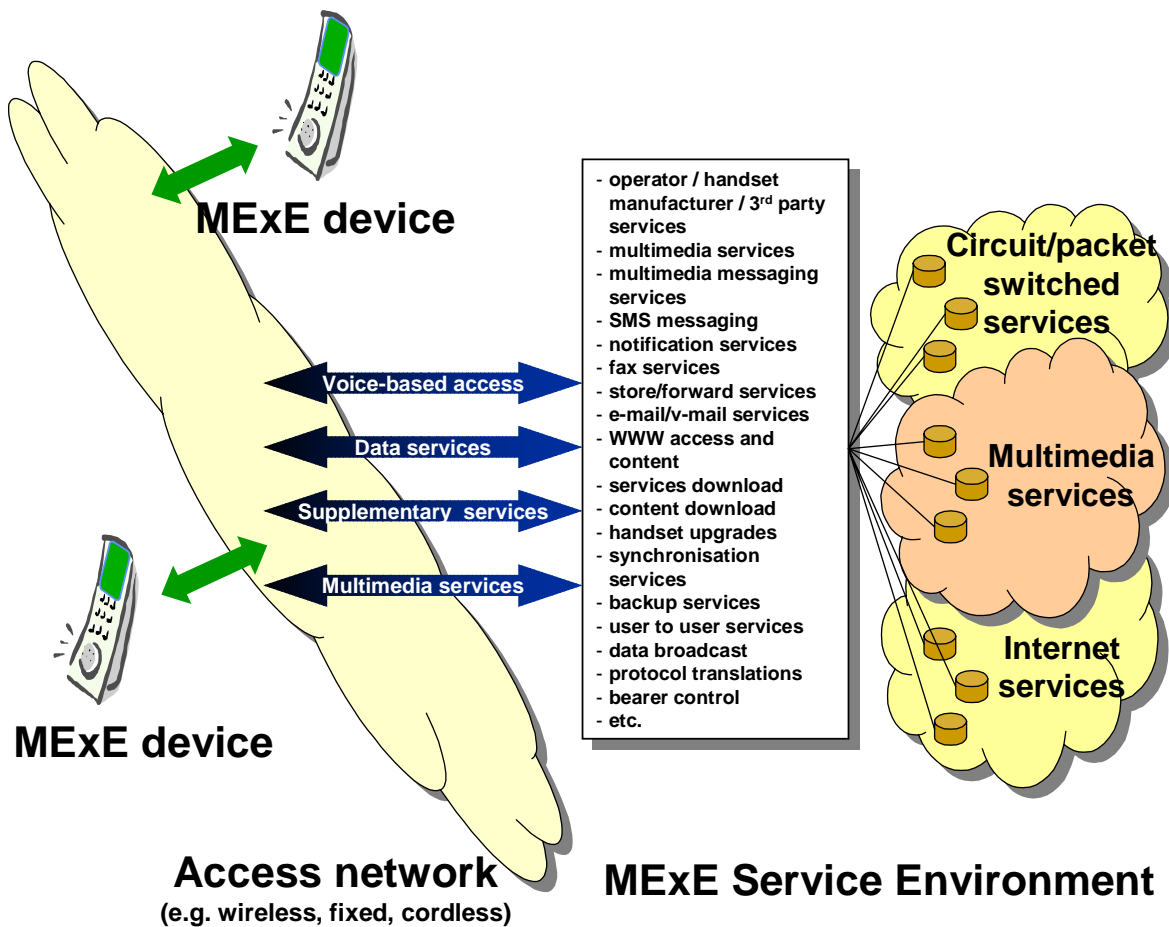 MExE device
- operator / handset
manufacturer / 3rd party
services
- multimedia services
- multimedia messaging
services
- SMS messaging
- notification services
- fax services
- store/forward services
- e-mail/v-mail services
- WWW access and
content
- services download
- content download
- handset upgrades
- synchronisation
services
- backup services
- user to user services
- data broadcast
- protocol translations
- bearer control
- etc.
Circuit/packet
switched
services
Voice-based access
Data services
Supplementary services
Multimedia services
Multimedia
services
Internet
services
MExE device
Access network
(e.g. wireless, fixed, cordless)
MExE Service Environment